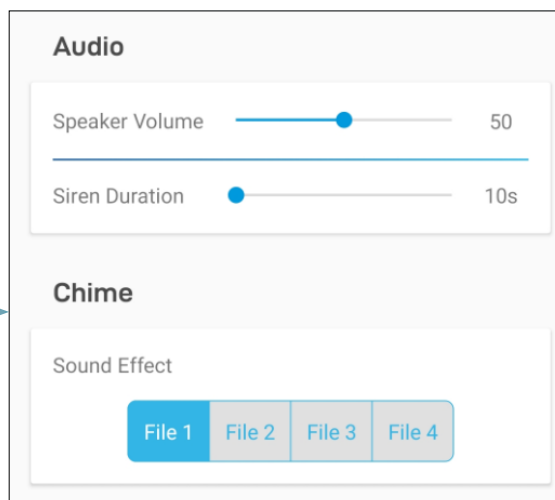 Audio
Speaker Volume 50
Siren Duration 10s
Chime
Sound Effect
File 1 File 2 File 3 File 4